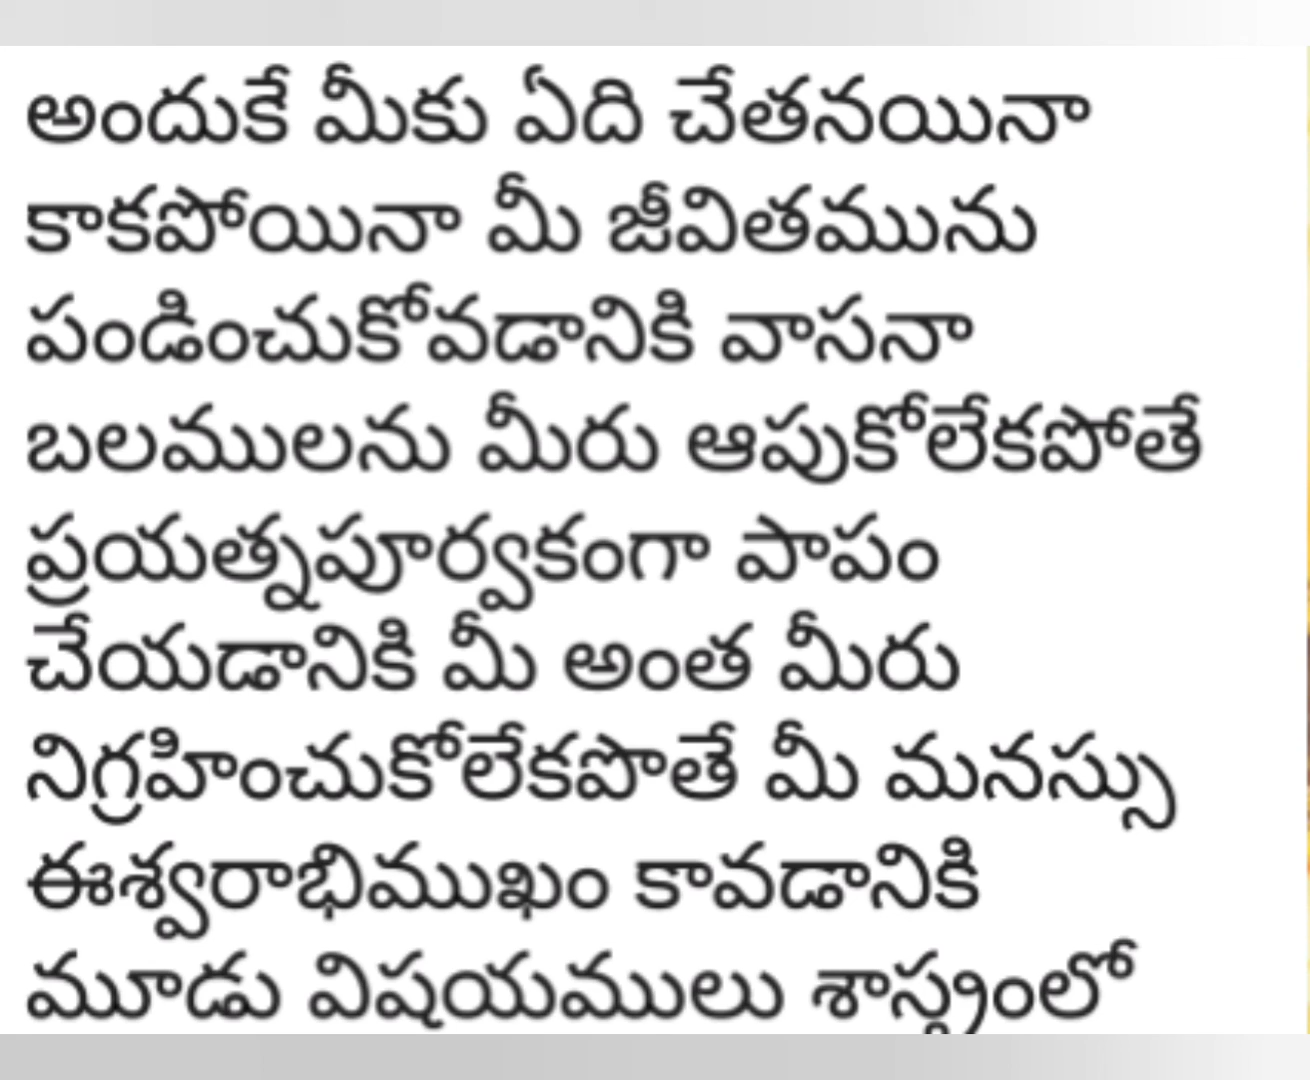 అందుకే మీకు ఏది చేతనయినా
కాకపోయినా మీ జీవితమును
పండించుకోవడానికి వాసనా
బలములను మీరు ఆపుకోలేకపోతే
ప్రయత్నపూర్వకంగా పాపం
చేయడానికి మీ అంత మీరు
నిగ్రహించుకోలేకపొతే మీ మనస్సు
ఈశ్వరాభిముఖం కావడానికి
మూడు విషయములు శాస్త్రంలో